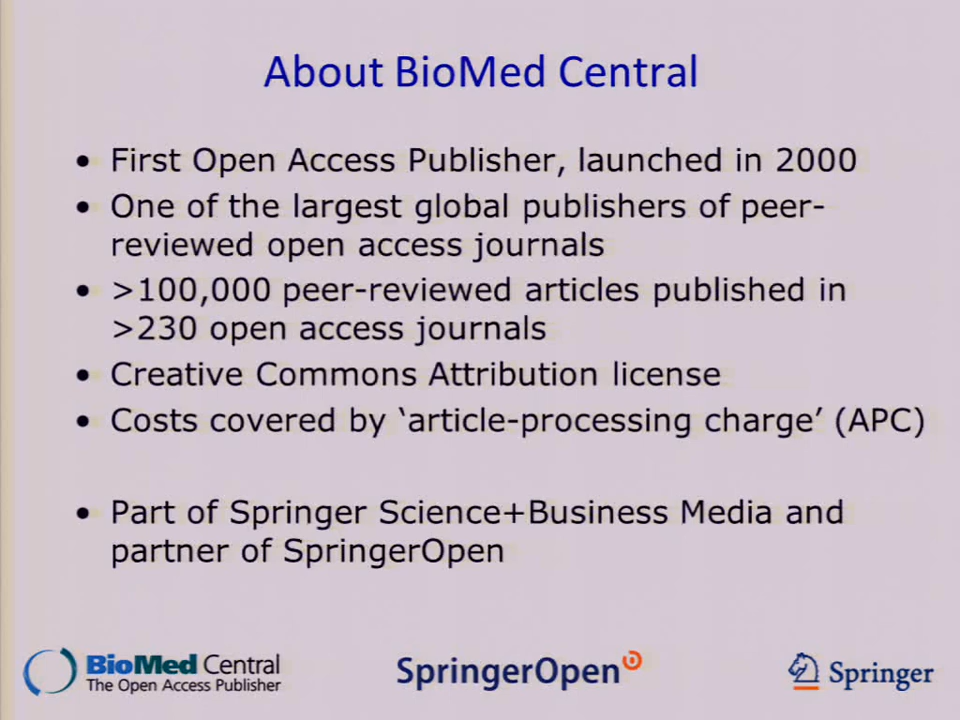 About BioMed Central
• First Open Access Publisher, launched in 2000
• One of the largest global publishers of peer-
reviewed open access journals
• >100,000 peer-reviewed articles published in
>230 open access journals
• Creative Commons Attribution license
• Costs covered by ‘article-processing charge’ (APC)
• Part of Springer Science+Business Media and
partner of SpringerOpen
BioMed Central
The Open Access Publisher
SpringerOpen
Springer